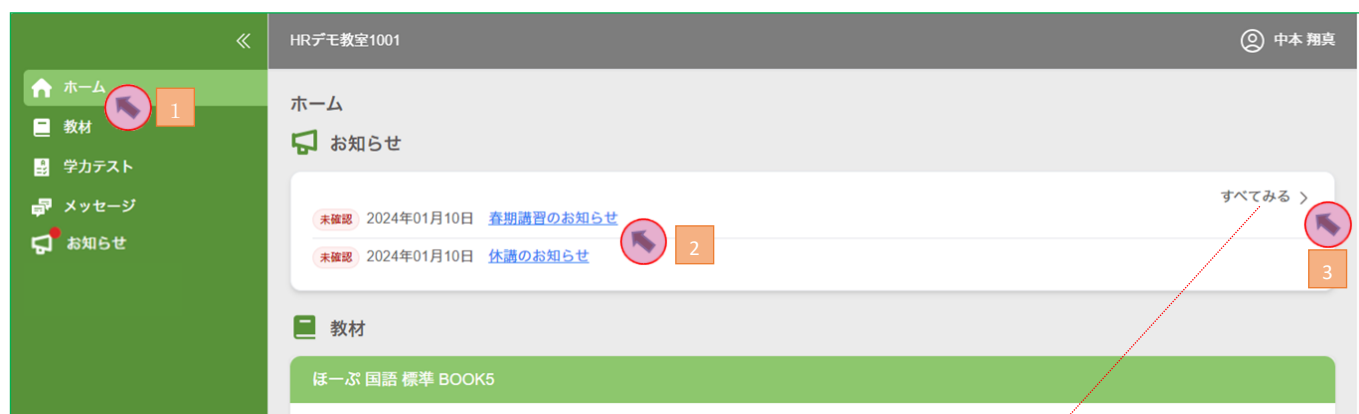 HRデモ教室1001
中本 翔真
ホーム
1
教材
学力テスト
メッセージ
お知らせ
ホーム
お知らせ
すべてみる
未確認 2024年01月10日 春期講習のお知らせ
2
未確認 2024年01月10日 休講のお知らせ
3
教材
ほーぷ 国語 標準 BOOK5